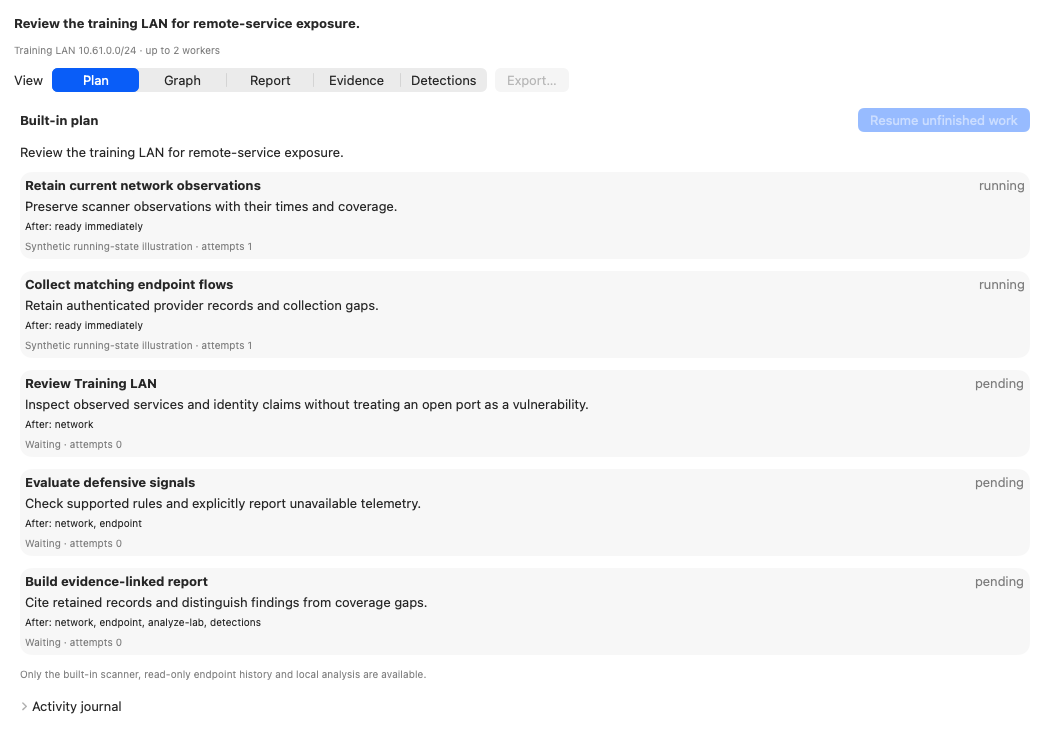 Review the training LAN for remote-service exposure.
Training LAN 10.61.0.0/24 · up to 2 workers
View Plan Graph Report Evidence Detections Export...
Built-in plan Resume unfinished work
Review the training LAN for remote-service exposure.
Retain current network observations running
Preserve scanner observations with their times and coverage.
After: ready immediately
Synthetic running-state illustration · attempts 1
Collect matching endpoint flows running
Retain authenticated provider records and collection gaps.
After: ready immediately
Synthetic running-state illustration · attempts 1
Review Training LAN pending
Inspect observed services and identity claims without treating an open port as a vulnerability.
After: network
Waiting · attempts 0
Evaluate defensive signals pending
Check supported rules and explicitly report unavailable telemetry.
After: network, endpoint
Waiting · attempts 0
Build evidence-linked report pending
Cite retained records and distinguish findings from coverage gaps.
After: network, endpoint, analyze-lab, detections
Waiting · attempts 0
Only the built-in scanner, read-only endpoint history and local analysis are available.
Activity journal